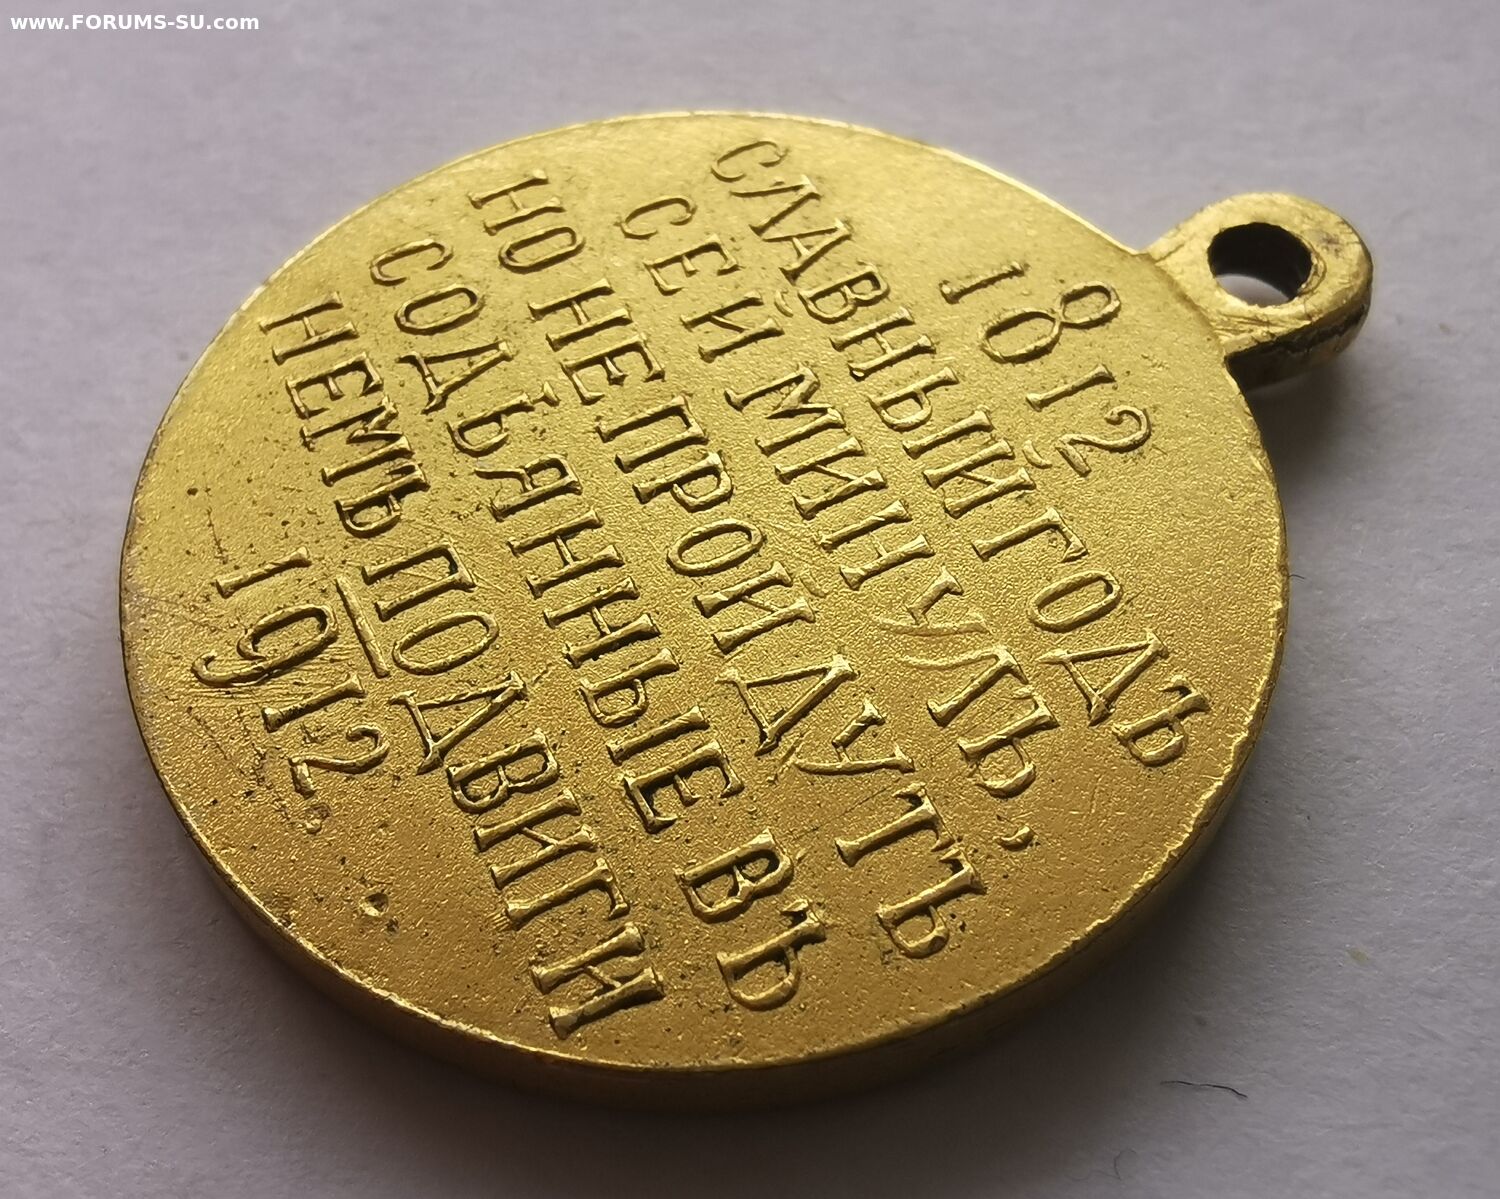 www.FORUMS-SU.com
1812
СЛАВНЫЙ ГОДЪ
СЕЙ МИНУЛЪ,
НО НЕ ПРОЙДУТЪ
СОДѢЯННЫЕ ВЪ
НЕМЪ ПОДВИГИ
1912.